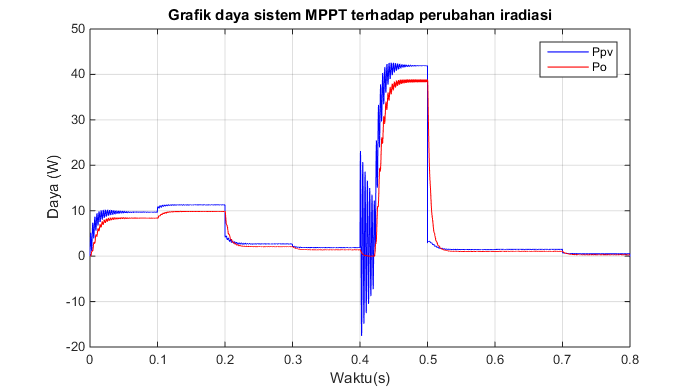 Grafik daya sistem MPPT terhadap perubahan iradiasi
50
40
30
20
10
0
-10
-20
Daya (W)
Ppv
Po
0 0.1 0.2 0.3 0.4 0.5 0.6 0.7 0.8
Waktu(s)